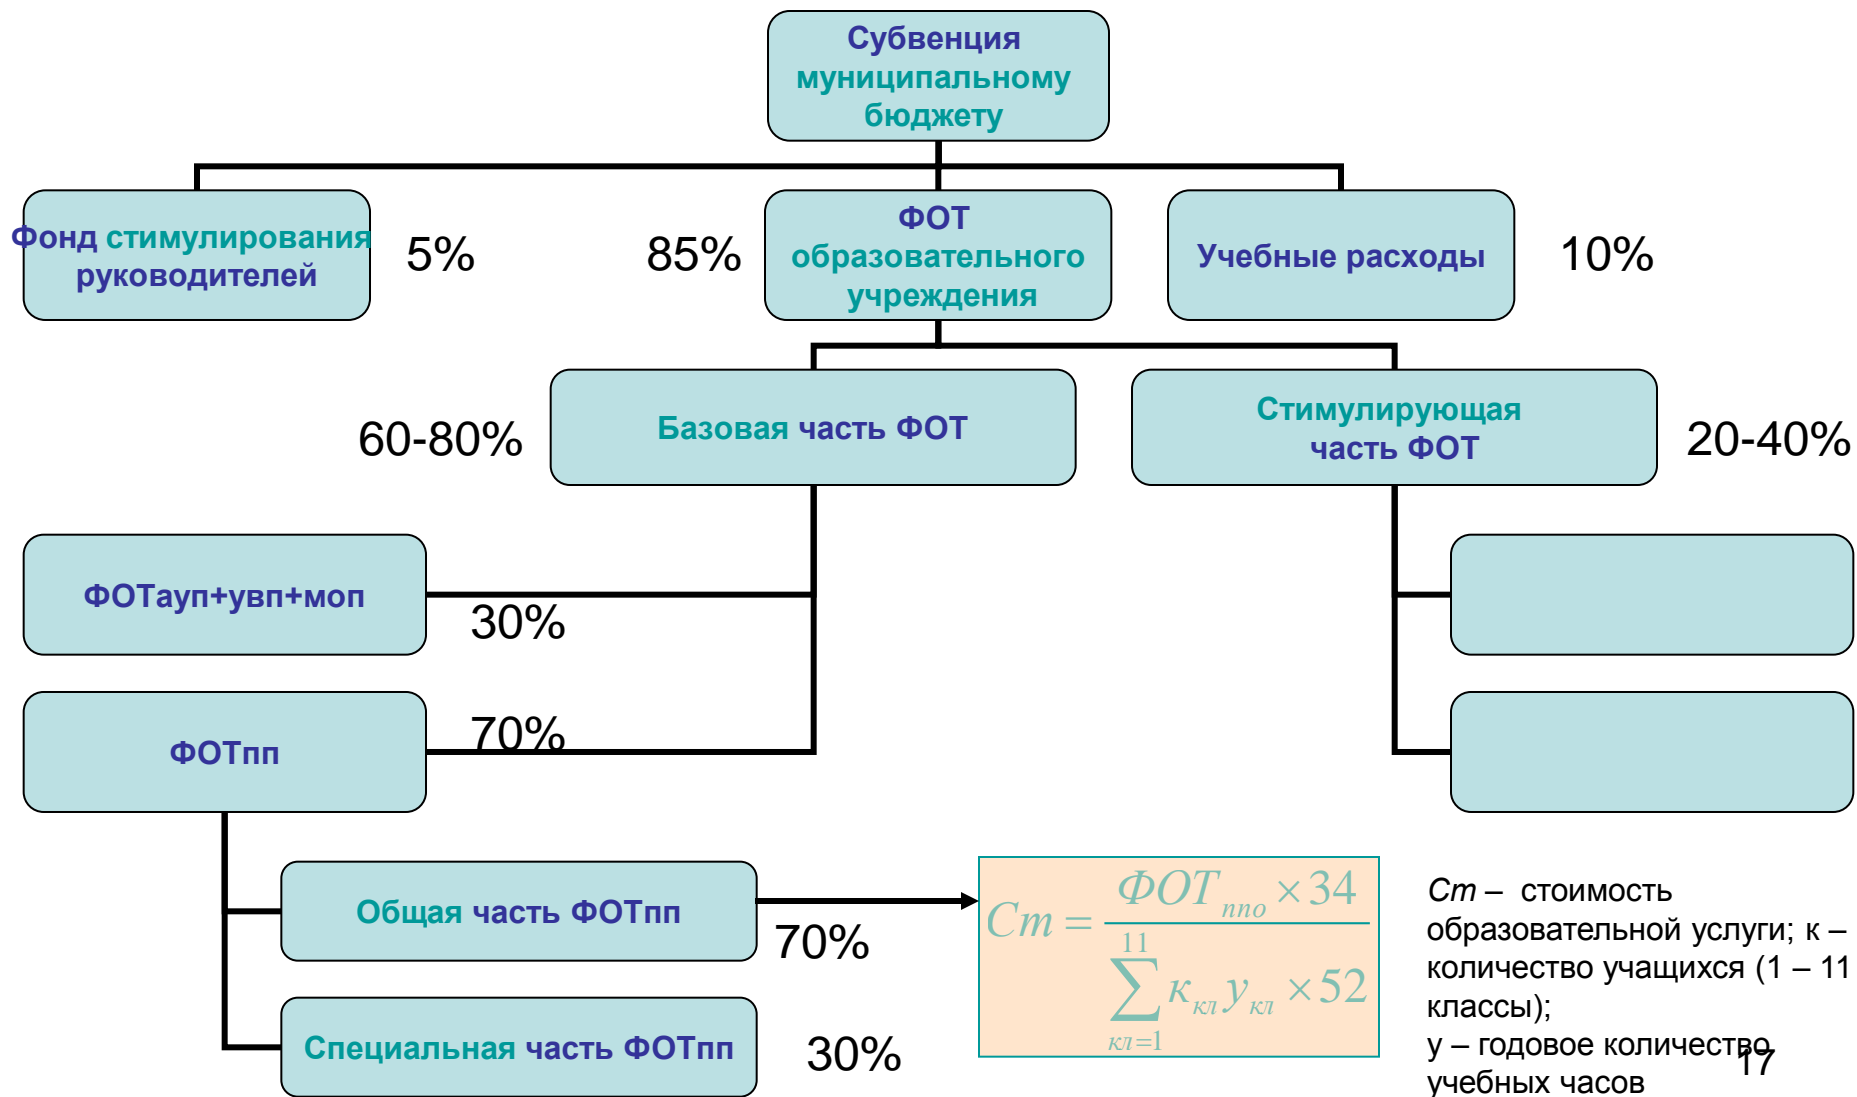 Субвенция
муниципальному
бюджету
Фонд стимулирования
руководителей
5%
85%
ФОТ
образовательного
учреждения
Учебные расходы
10%
60-80%
Базовая часть ФОТ
Стимулирующая
часть ФОТ
20-40%
ФОТауп+увп+моп
30%
ФОТпп
70%
Общая часть ФОТпп
70%
Специальная часть ФОТпп
30%
Ст = ФОТ ппо × 34
11
∑ к кл у кл × 52
кл=1
Ст – стоимость
образовательной услуги; к –
количество учащихся (1 – 11
классы);
у – годовое количество
учебных часов
17